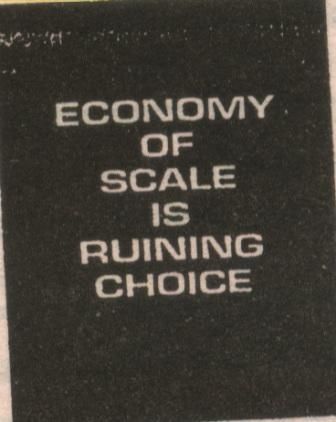 ECONOMY
OF
SCALE
IS
RUINING
CHOICE